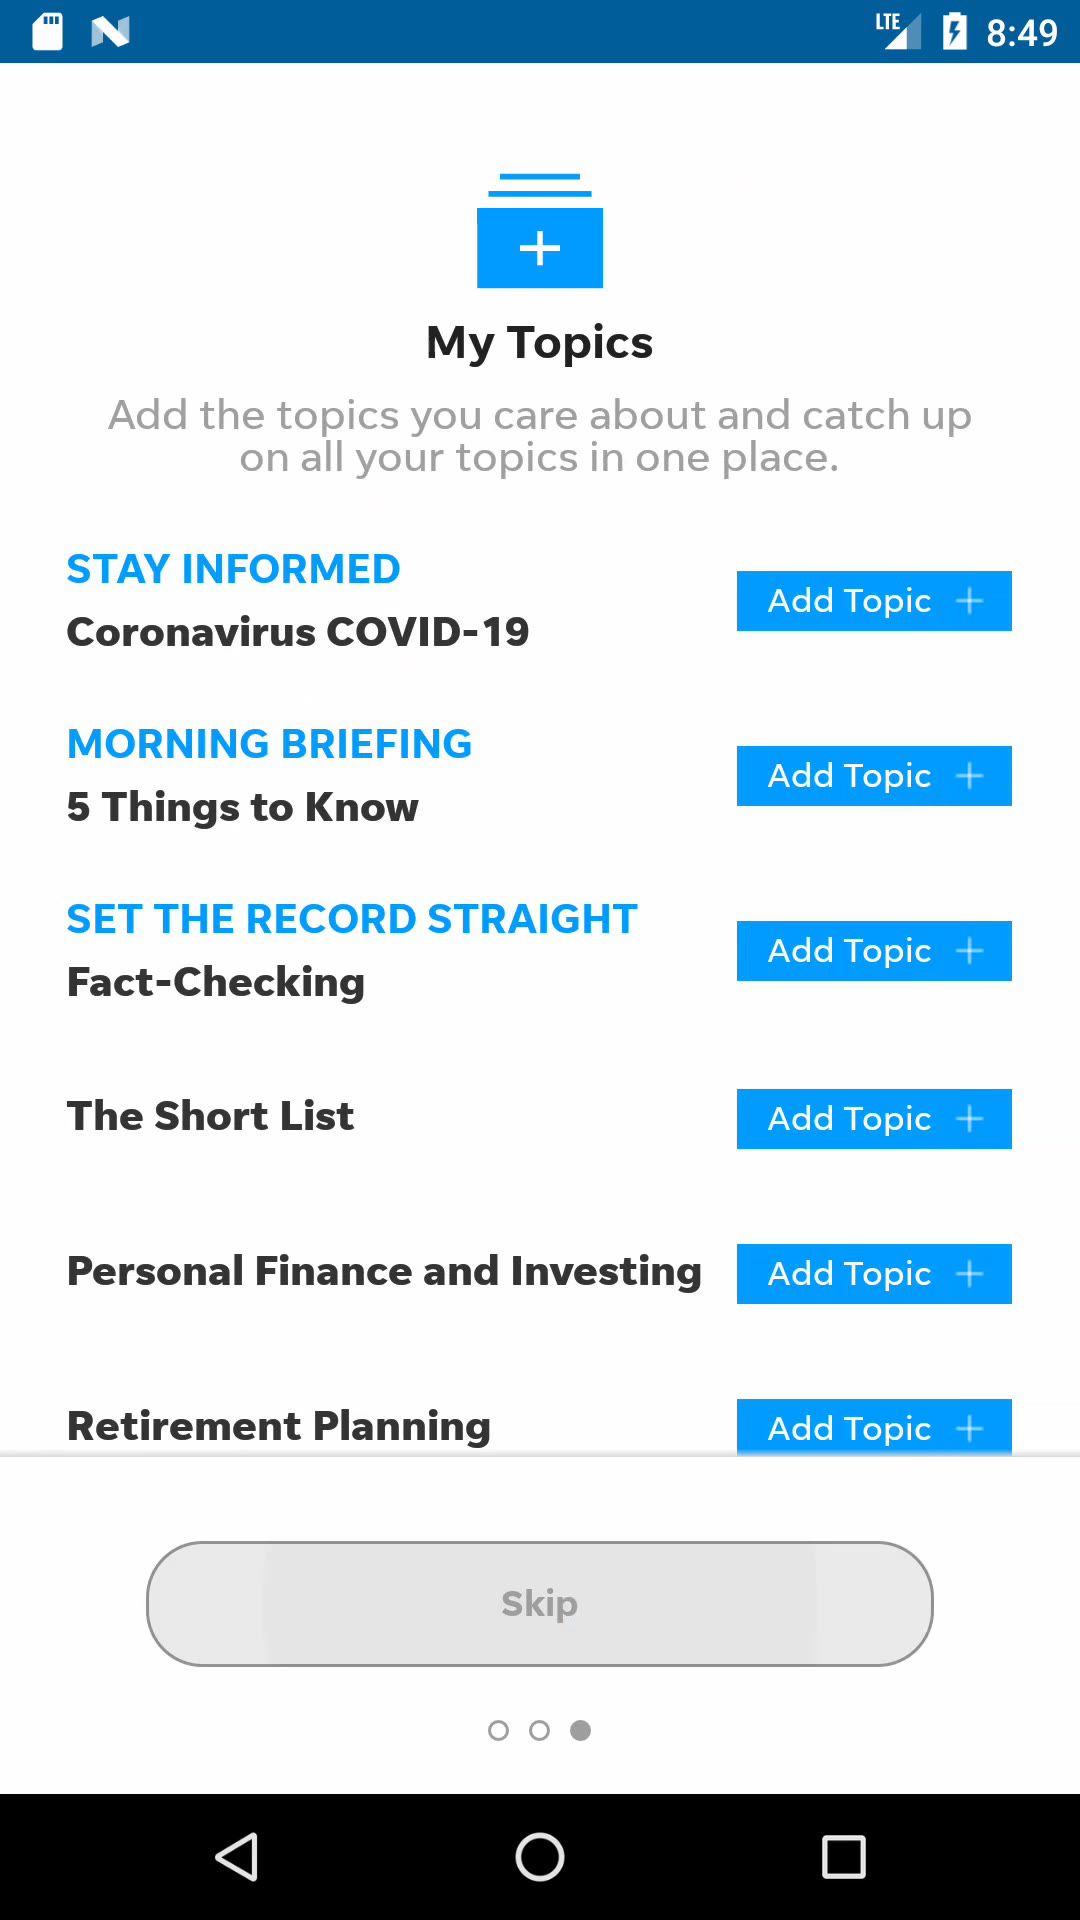 LTE 8:49
My Topics
Add the topics you care about and catch up
on all your topics in one place.
STAY INFORMED
Coronavirus COVID-19
Add Topic
MORNING BRIEFING
5 Things to Know
Add Topic
SET THE RECORD STRAIGHT
Fact-Checking
Add Topic
The Short List
Add Topic
Personal Finance and Investing
Add Topic
Retirement Planning
Add Topic
Skip